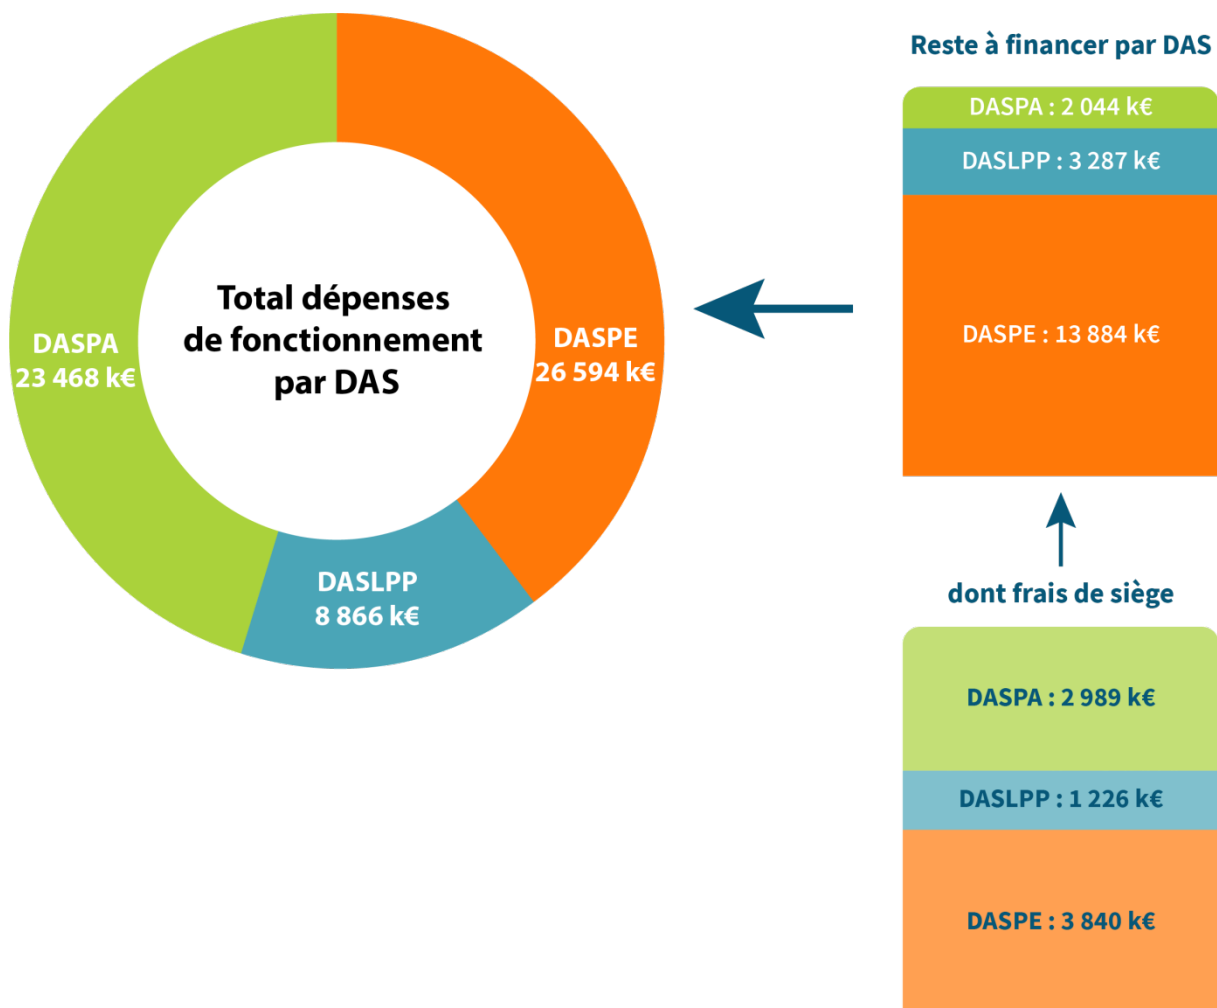 Total dépenses
de fonctionnement
par DAS
DASPA
23 468 k€
DASPE
26 594 k€
DASLPP
8 866 k€
Reste à financer par DAS
DASPA : 2 044 k€
DASLPP : 3 287 k€
DASPE : 13 884 k€
dont frais de siège
DASPA : 2 989 k€
DASLPP : 1 226 k€
DASPE : 3 840 k€